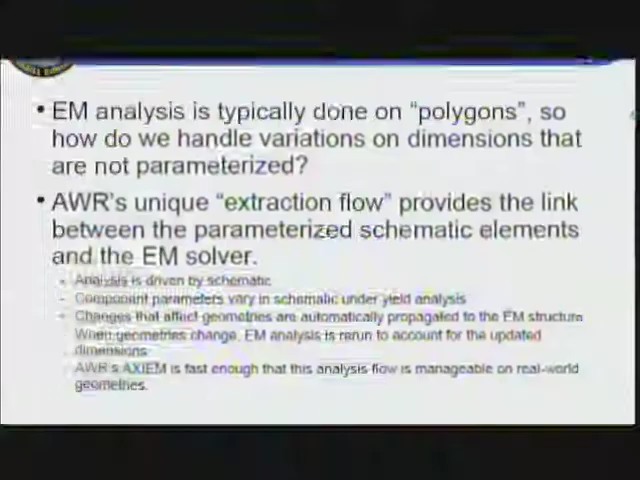 • EM analysis is typically done on "polygons", so
how do we handle variations on dimensions that
are not parameterized?
• AWR's unique "extraction flow" provides the link
between the parameterized schematic elements
and the EM solver.
- Analysis is driven by schematic
- Component parameters vary in schematic under yield analysis
- Changes that affect geometries are automatically propagated to the EM structure
When geometries change, EM analysis is rerun to account for the updated
dimensions
AWR's AXIEM is fast enough that this analysis flow is manageable on real-world
geometries.